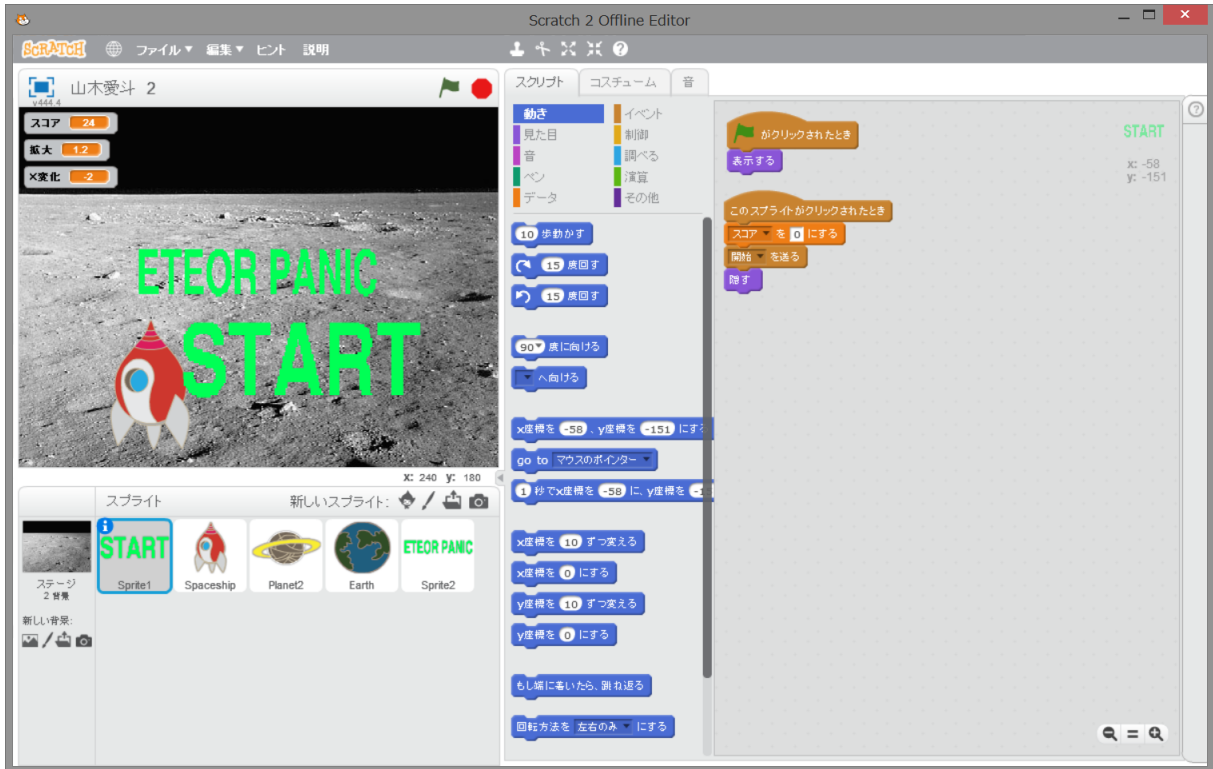 Scratch 2 Offline Editor
SCRATCH ファイル▼ 編集▼ ヒント 説明
山木愛斗 2
v444.4
スコア 24
拡大 1.2
X変化 -2
ETEOR PANIC
START
X: 240 y: 180
スプライト 新しいスプライト:
ステージ
2 背景
新しい背景:
START
Sprite1
Spaceship
Planet2
Earth
ETEOR PANIC
Sprite2
スクリプト コスチューム 音
動き イベント
見た目 制御
音 調べる
ペン 演算
データ その他
10 歩動かす
15 度回す
15 度回す
90▼ 度に向ける
▼ へ向ける
x座標を -58 、y座標を -151 にする
go to マウスのポインター ▼
1 秒でx座標を -58 に、y座標を -1
x座標を 10 ずつ変える
x座標を 0 にする
y座標を 10 ずつ変える
y座標を 0 にする
もし端に着いたら、跳ね返る
回転方法を 左右のみ ▼ にする
がクリックされたとき
表示する
このスプライトがクリックされたとき
スコア ▼ を 0 にする
開始 ▼ を送る
隠す
START
x: -58
y: -151